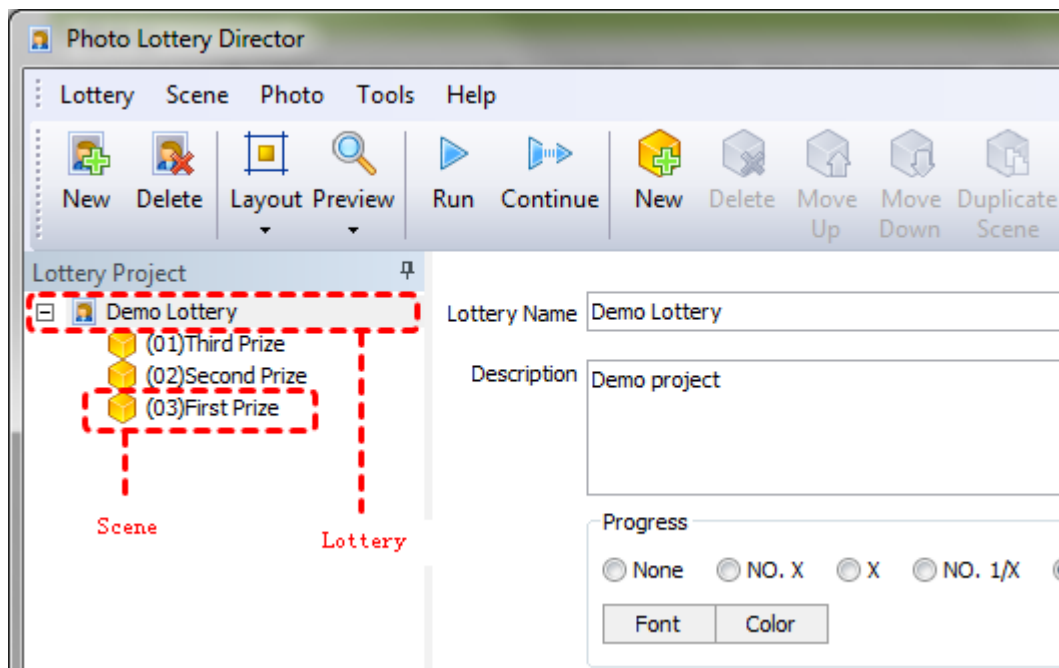 Photo Lottery Director
Lottery Scene Photo Tools Help
New Delete Layout Preview Run Continue New Delete Move Up Move Down Duplicate Scene
Lottery Project
Demo Lottery
(01)Third Prize
(02)Second Prize
(03)First Prize
Scene
Lottery
Lottery Name Demo Lottery
Description Demo project
Progress
None NO. X X NO. 1/X
Font Color